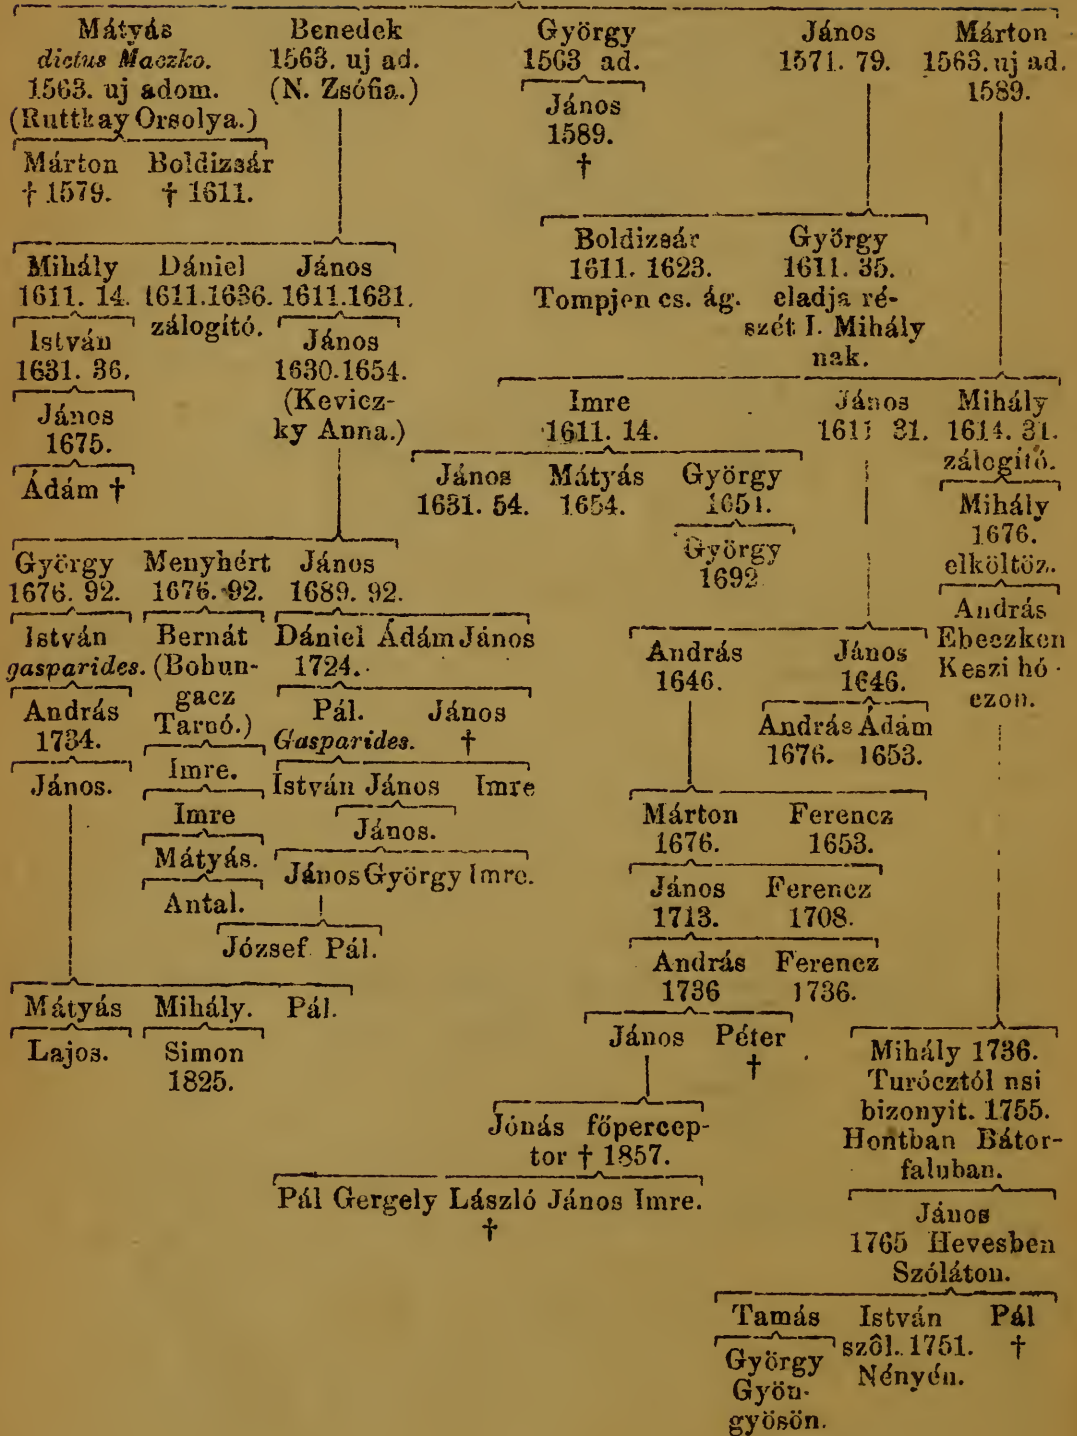 Mátyás Benedek György János Márton
dictus Maczko. 1563. uj ad. 1563 ad. 1571. 79. 1563. uj ad.
1563. uj adom. (N. Zsófia.) János 1589.
(Ruttkay Orsolya.) 1589.
Márton Boldizsár †
† 1579. † 1611.
Boldizsár György
1611. 1623. 1611. 35.
Tompjen cs. ág. eladja ré-
szét I. Mihály
nak.
Mihály Dániel János
1611. 14. 1611.1636. 1611.1631.
István zálogító. János
1631. 36. 1630.1654.
János (Kevicz-
1675. ky Anna.)
Ádám †
Imre János Mihály
1611. 14. 1611 31. 1614. 31.
zálogító.
János Mátyás György Mihály
1631. 54. 1654. 1651. 1676.
György elköltöz.
1692
György Menyhért János
1676. 92. 1676. 92. 1689. 92.
István Bernát Dániel Ádám János
gasparides. (Bobun- 1724.
gacz
András Tarnó.) Pál. János
1734. Gasparides. †
János. Imre. István János Imre
Imre János.
Mátyás. János György Imre.
Antal.
József Pál.
András János András
1646. 1646. Ebeczken
András Ádám Keszi hó-
1676. 1653. czon.
Márton Ferencz
1676. 1653.
János Ferencz
1713. 1708.
András Ferencz
1736 1736.
Mátyás Mihály. Pál.
Lajos. Simon
1825.
János Péter
†
Mihály 1736.
Turócztól nsi
bizonyit. 1755.
Hontban Bátor-
faluban.
Jónás főpercep-
tor † 1857.
Pál Gergely László János Imre.
†
János
1765 Hevesben
Szóláton.
Tamás István Pál
György szôl. 1751. †
Gyön- Nényén.
gyösön.